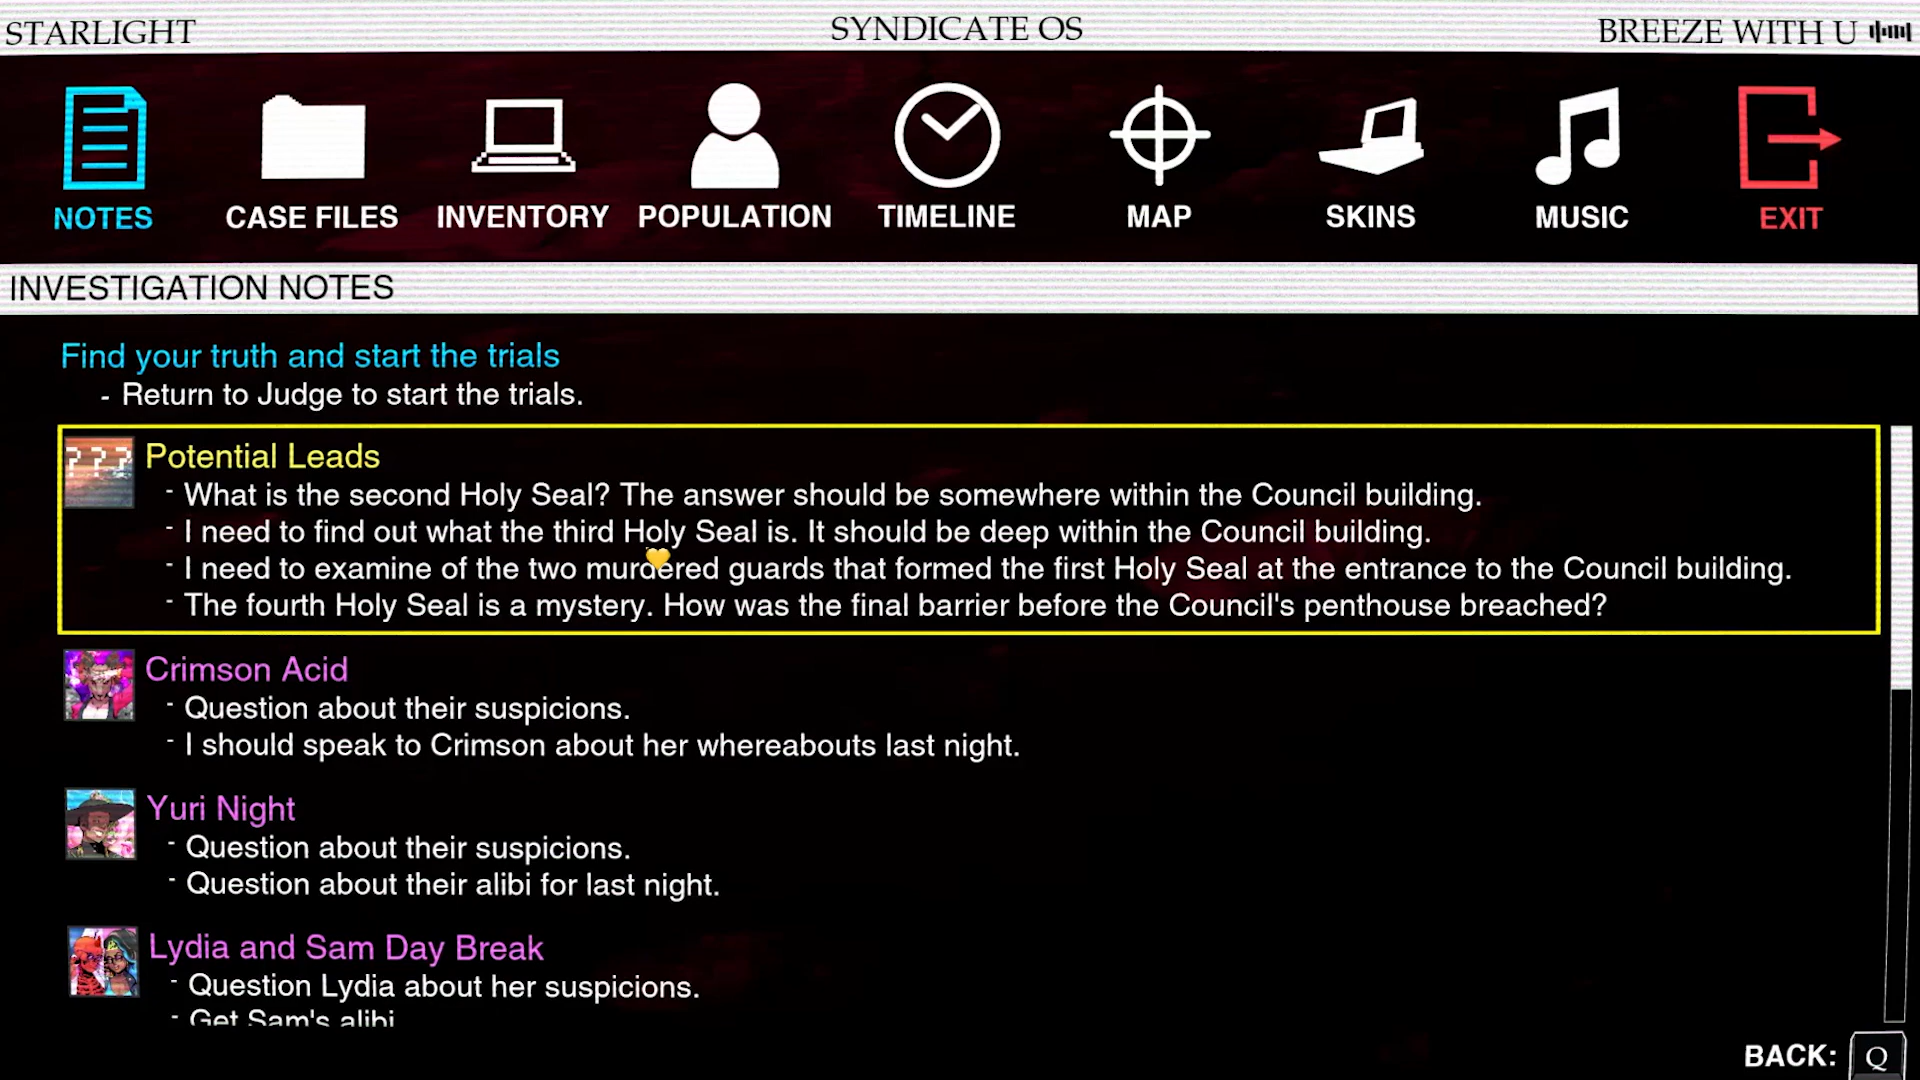 STARLIGHT
SYNDICATE OS
BREEZE WITH U
NOTES
CASE FILES
INVENTORY
POPULATION
TIMELINE
MAP
SKINS
MUSIC
EXIT
INVESTIGATION NOTES
Find your truth and start the trials
- Return to Judge to start the trials.
???
Potential Leads
- What is the second Holy Seal? The answer should be somewhere within the Council building.
- I need to find out what the third Holy Seal is. It should be deep within the Council building.
- I need to examine of the two murdered guards that formed the first Holy Seal at the entrance to the Council building.
- The fourth Holy Seal is a mystery. How was the final barrier before the Council's penthouse breached?
Crimson Acid
- Question about their suspicions.
- I should speak to Crimson about her whereabouts last night.
Yuri Night
- Question about their suspicions.
- Question about their alibi for last night.
Lydia and Sam Day Break
- Question Lydia about her suspicions.
- Get Sam's alibi
BACK: Q